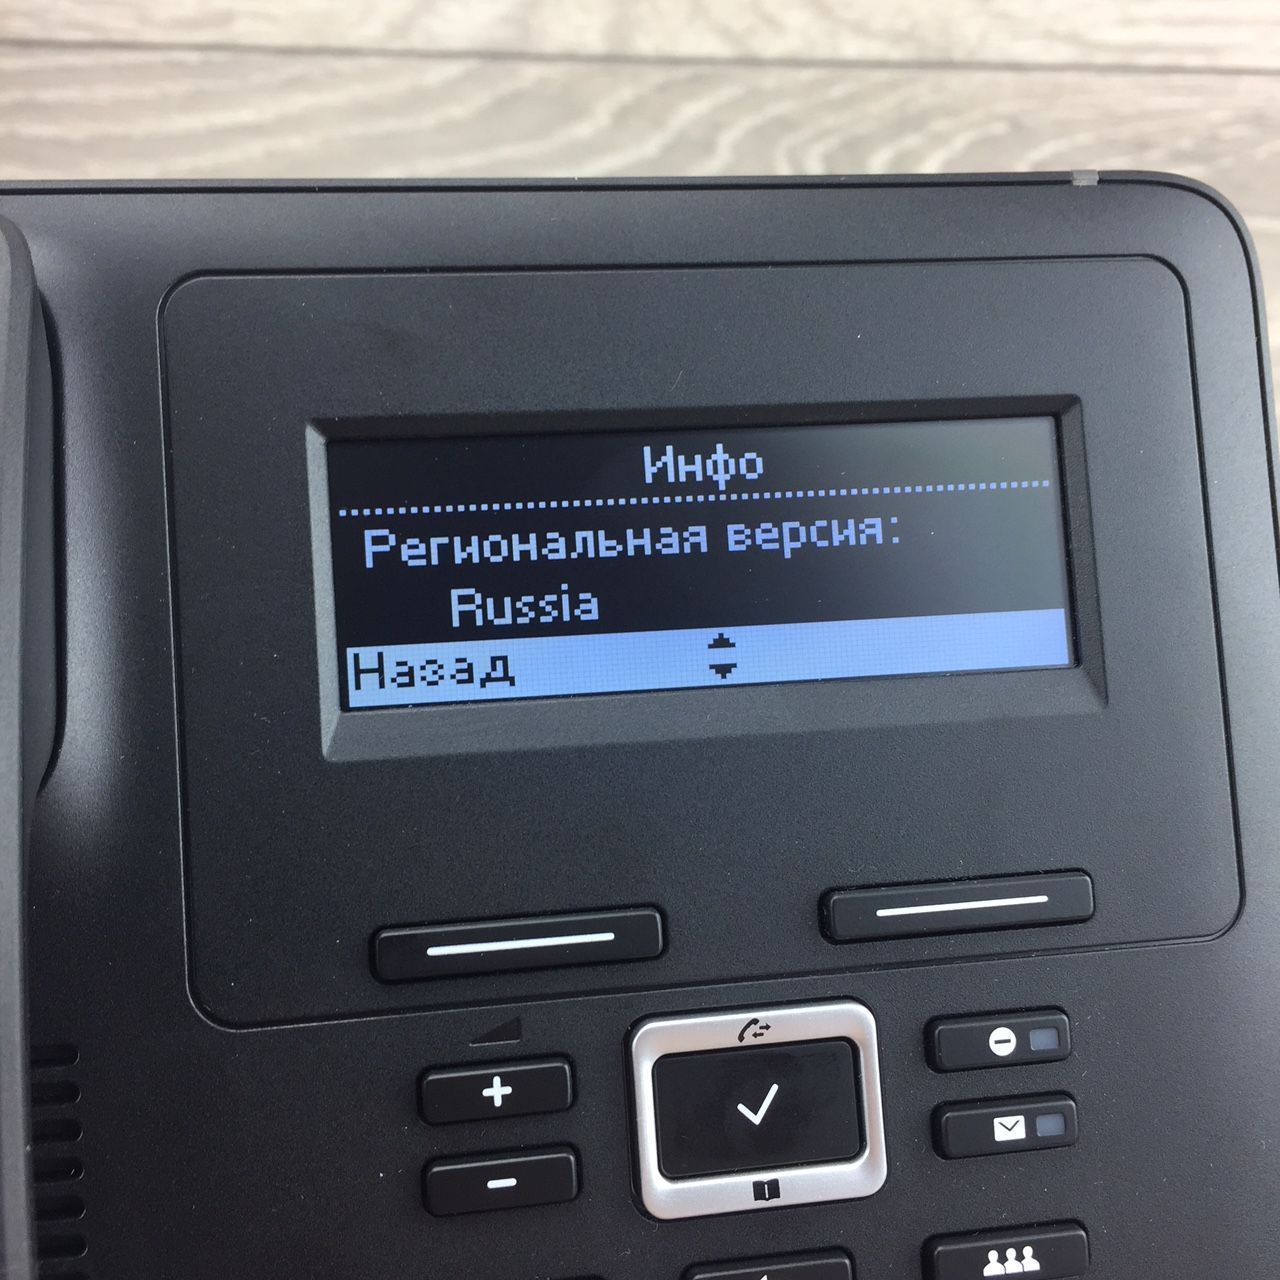 Инфо
Региональная версия:
Russia
Назад
+
-